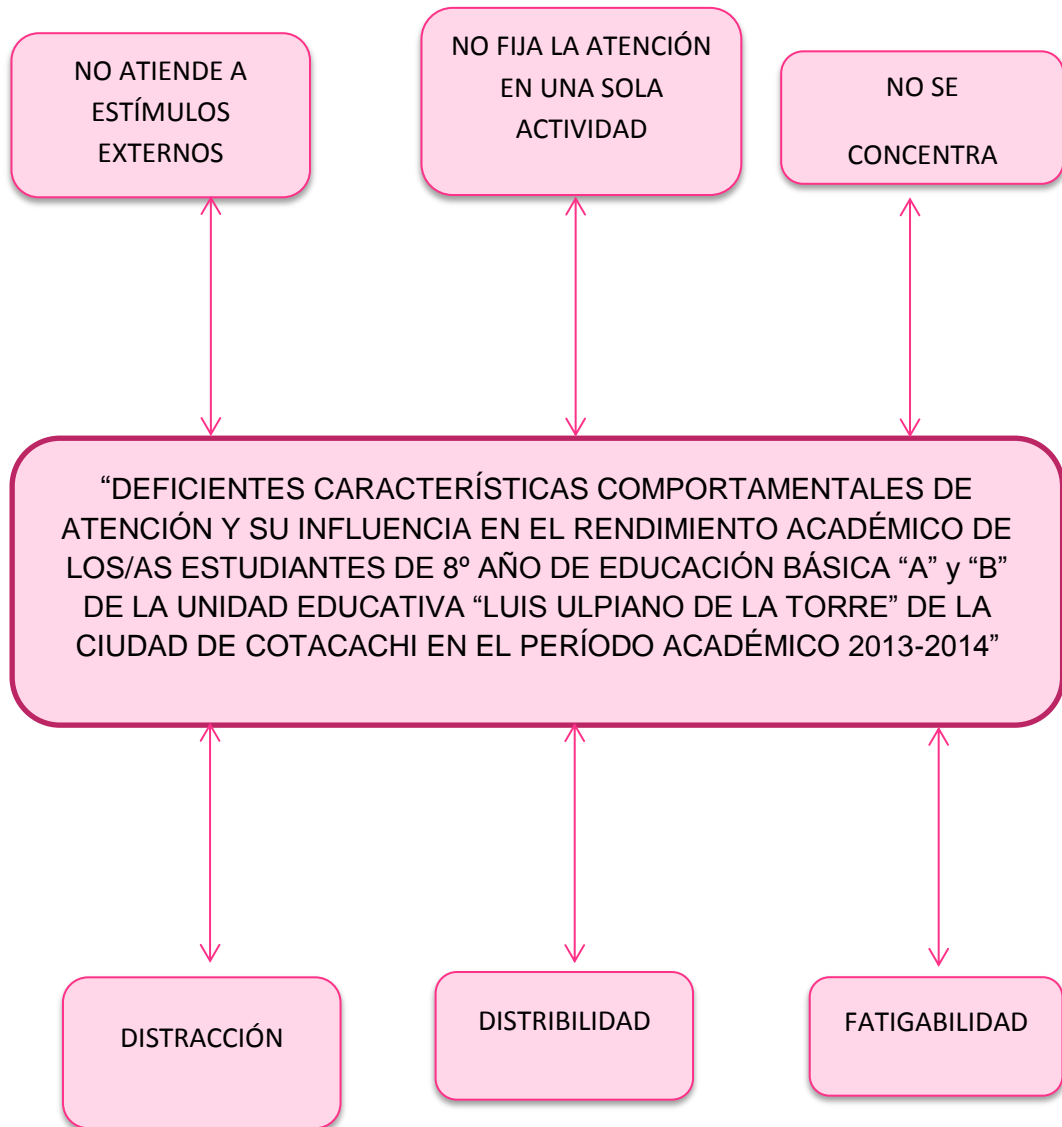 NO ATIENDE A
ESTÍMULOS
EXTERNOS
NO FIJA LA ATENCIÓN
EN UNA SOLA
ACTIVIDAD
NO SE
CONCENTRA
“DEFICIENTES CARACTERÍSTICAS COMPORTAMENTALES DE
ATENCIÓN Y SU INFLUENCIA EN EL RENDIMIENTO ACADÉMICO DE
LOS/AS ESTUDIANTES DE 8º AÑO DE EDUCACIÓN BÁSICA “A” y “B”
DE LA UNIDAD EDUCATIVA “LUIS ULPIANO DE LA TORRE” DE LA
CIUDAD DE COTACACHI EN EL PERÍODO ACADÉMICO 2013-2014”
DISTRACCIÓN
DISTRIBILIDAD
FATIGABILIDAD